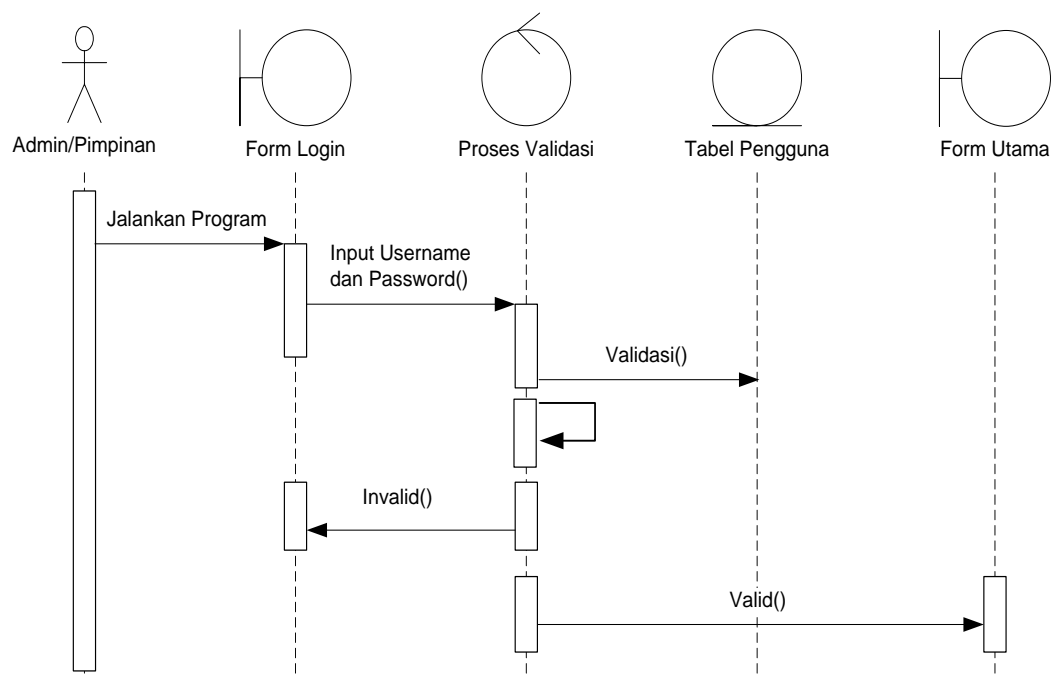 Admin/Pimpinan
Form Login
Proses Validasi
Tabel Pengguna
Form Utama
Jalankan Program
Input Username
dan Password()
Validasi()
Invalid()
Valid()